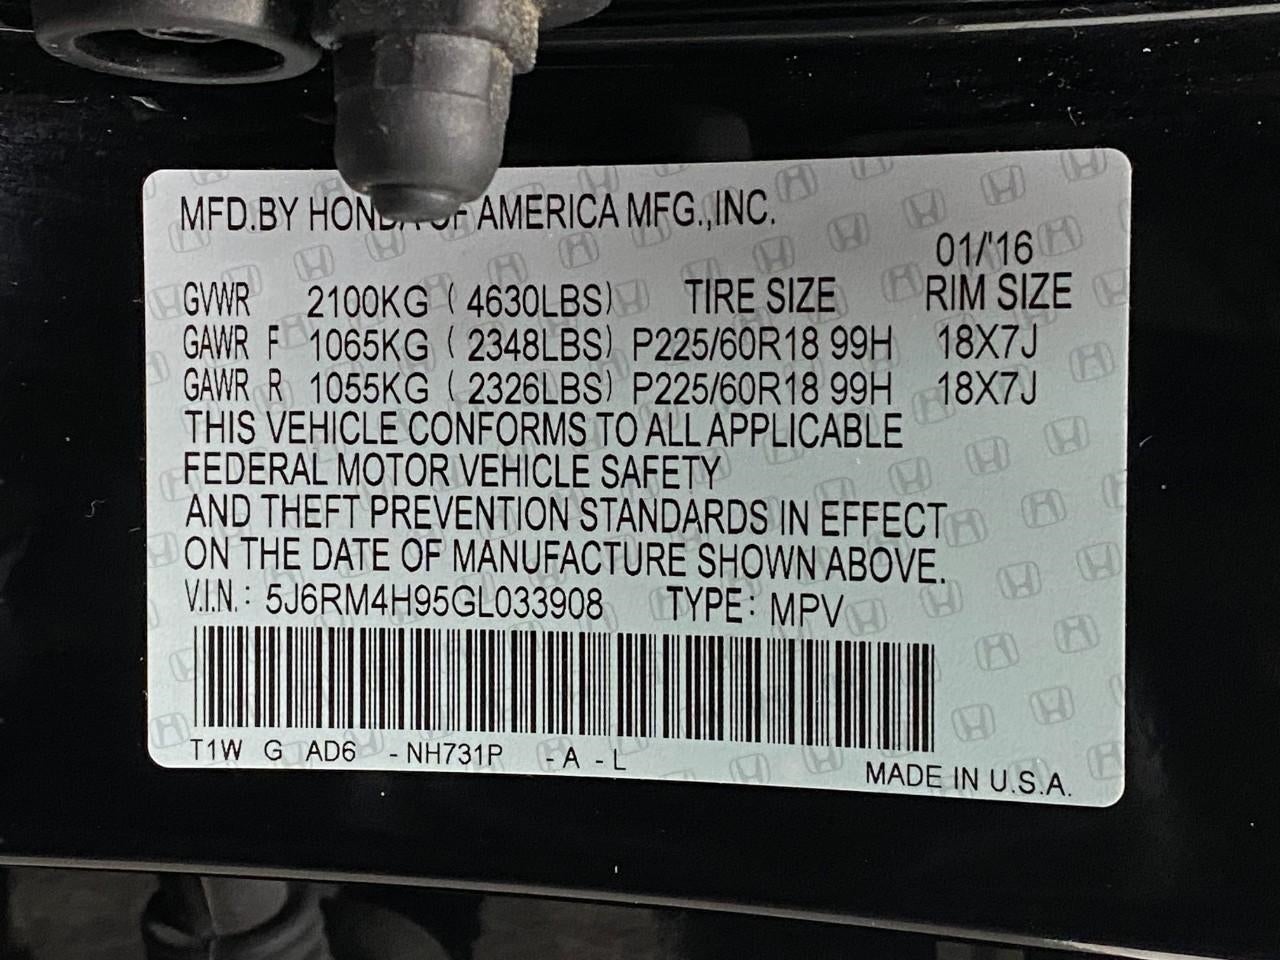 MFD.BY HONDA OF AMERICA MFG.,INC.
01/'16
GVWR 2100KG ( 4630LBS) TIRE SIZE RIM SIZE
GAWR F 1065KG ( 2348LBS) P225/60R18 99H 18X7J
GAWR R 1055KG ( 2326LBS) P225/60R18 99H 18X7J
THIS VEHICLE CONFORMS TO ALL APPLICABLE
FEDERAL MOTOR VEHICLE SAFETY
AND THEFT PREVENTION STANDARDS IN EFFECT
ON THE DATE OF MANUFACTURE SHOWN ABOVE.
V.I.N.: 5J6RM4H95GL033908 TYPE: MPV
T1W G AD6 -NH731P -A -L
MADE IN U.S.A.